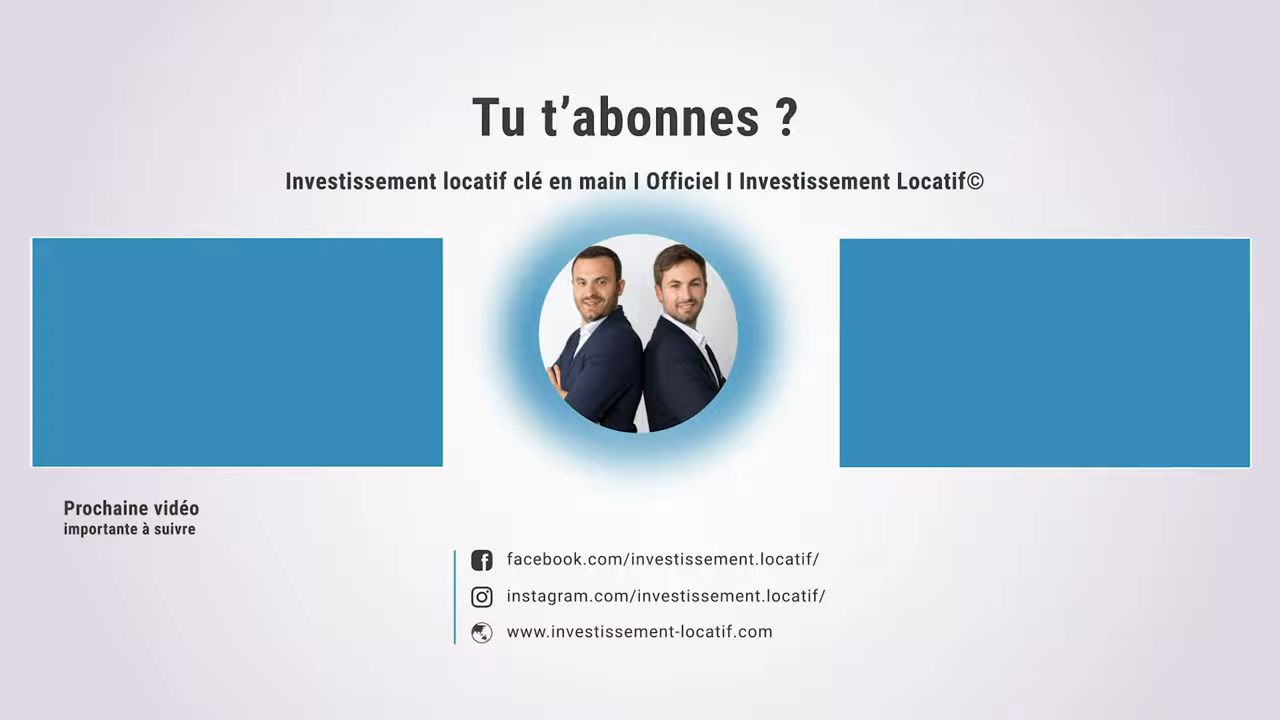 Tu t’abonnes ?
Investissement locatif clé en main I Officiel I Investissement Locatif©
Prochaine vidéo
importante à suivre
facebook.com/investissement.locatif/
instagram.com/investissement.locatif/
www.investissement-locatif.com